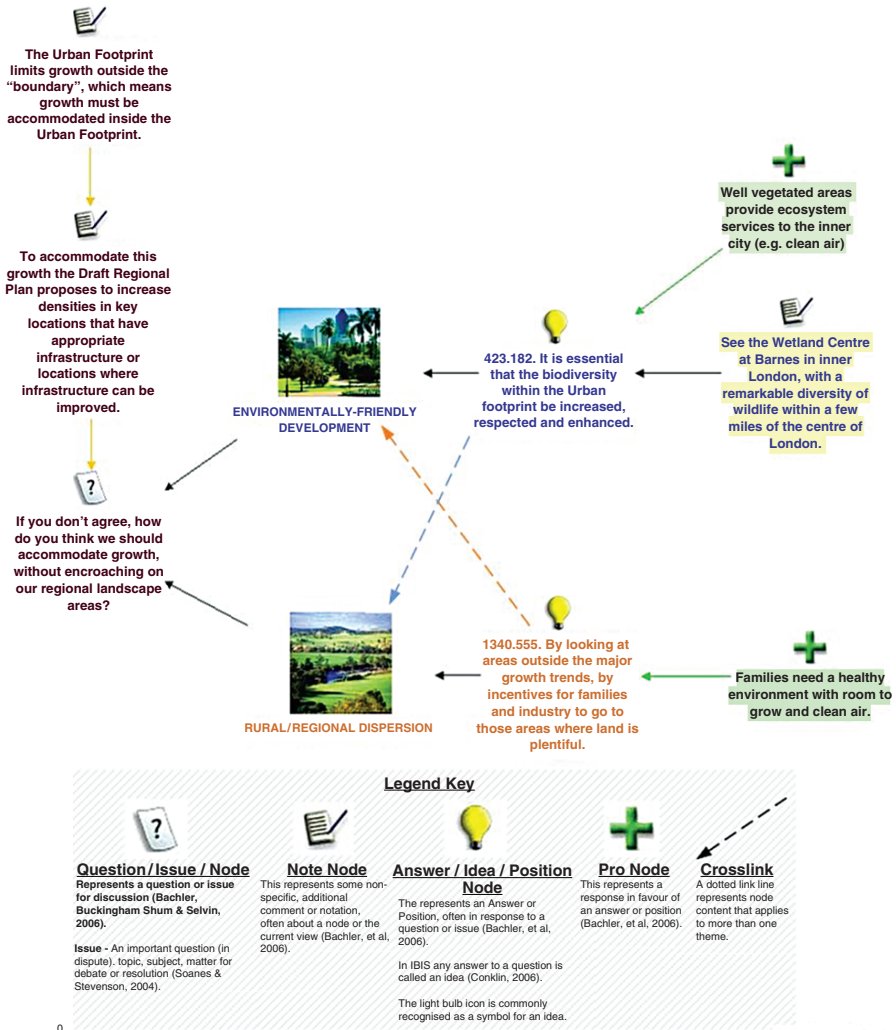 The Urban Footprint
limits growth outside the
“boundary”, which means
growth must be
accommodated inside the
Urban Footprint.
To accommodate this
growth the Draft Regional
Plan proposes to increase
densities in key
locations that have
appropriate
infrastructure or
locations where
infrastructure can be
improved.
If you don’t agree, how
do you think we should
accommodate growth,
without encroaching on
our regional landscape
areas?
ENVIRONMENTALLY-FRIENDLY
DEVELOPMENT
423.182. It is essential
that the biodiversity
within the Urban
footprint be increased,
respected and enhanced.
Well vegetated areas
provide ecosystem
services to the inner
city (e.g. clean air)
See the Wetland Centre
at Barnes in inner
London, with a
remarkable diversity of
wildlife within a few
miles of the centre of
London.
RURAL/REGIONAL DISPERSION
1340.555. By looking at
areas outside the major
growth trends, by
incentives for families
and industry to go to
those areas where land is
plentiful.
Families need a healthy
environment with room to
grow and clean air.
Legend Key
Question/Issue/Node
Represents a question or issue
for discussion (Bachler,
Buckingham Shum & Selvin,
2006).
Issue - An important question (in
dispute). topic, subject, matter for
debate or resolution (Soanes &
Stevenson, 2004).
Note Node
This represents some non-
specific, additional
comment or notation,
often about a node or the
current view (Bachler, et al,
2006).
Answer / Idea / Position
Node
The represents an Answer or
Position, often in response to a
question or issue (Bachler, et al,
2006).
In IBIS any answer to a question is
called an idea (Conklin, 2006).
The light bulb icon is commonly
recognised as a symbol for an idea.
Pro Node
This represents a
response in favour of
an answer or position
(Bachler, et al, 2006).
Crosslink
A dotted link line
represents node
content that applies
to more than one
theme.
0